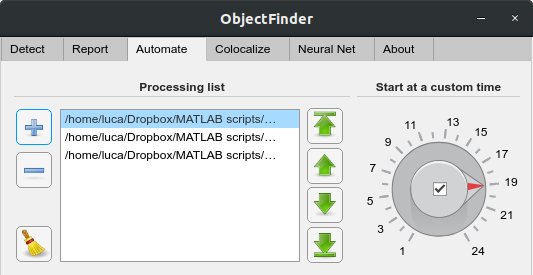 ObjectFinder
Detect Report Automate Colocalize Neural Net About
Processing list
/home/luca/Dropbox/MATLAB scripts/…
/home/luca/Dropbox/MATLAB scripts/…
/home/luca/Dropbox/MATLAB scripts/…
Start at a custom time
1
3
5
7
9
11
13
15
17
19
21
24